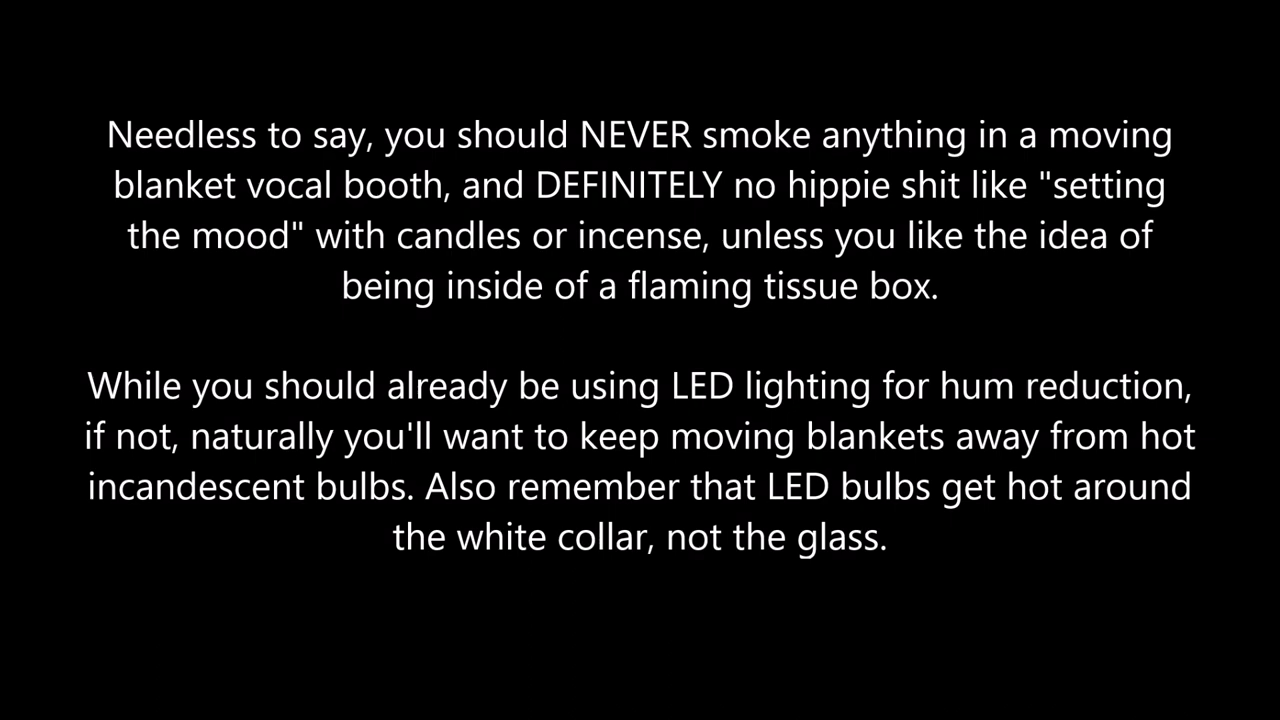 Needless to say, you should NEVER smoke anything in a moving
blanket vocal booth, and DEFINITELY no hippie shit like "setting
the mood" with candles or incense, unless you like the idea of
being inside of a flaming tissue box.
While you should already be using LED lighting for hum reduction,
if not, naturally you'll want to keep moving blankets away from hot
incandescent bulbs. Also remember that LED bulbs get hot around
the white collar, not the glass.